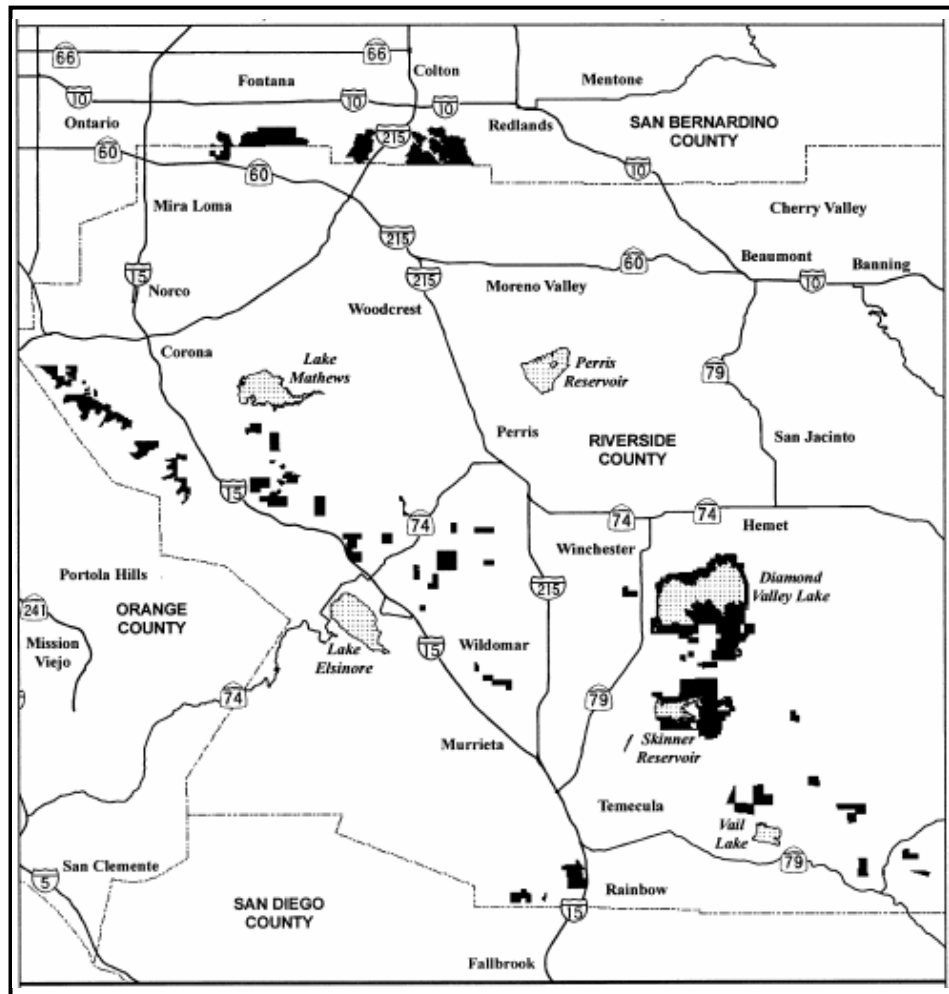 66
66
Colton
Fontana
Mentone
10
10
10
Ontario
Redlands
SAN BERNARDINO
COUNTY
215
60
60
10
Mira Loma
Cherry Valley
215
60
Beaumont
Banning
15
215
10
Norco
Moreno Valley
Woodcrest
Corona
Lake
Mathews
Perris
Reservoir
79
Perris
RIVERSIDE
COUNTY
San Jacinto
15
74
74
74
Hemet
Winchester
Portola Hills
Diamond
Valley Lake
215
ORANGE
COUNTY
241
Mission
Viejo
Lake
Elsinore
15
Wildomar
74
79
Murrieta
Skinner
Reservoir
Temecula
Vail
Lake
79
San Clemente
5
Rainbow
SAN DIEGO
COUNTY
15
Fallbrook